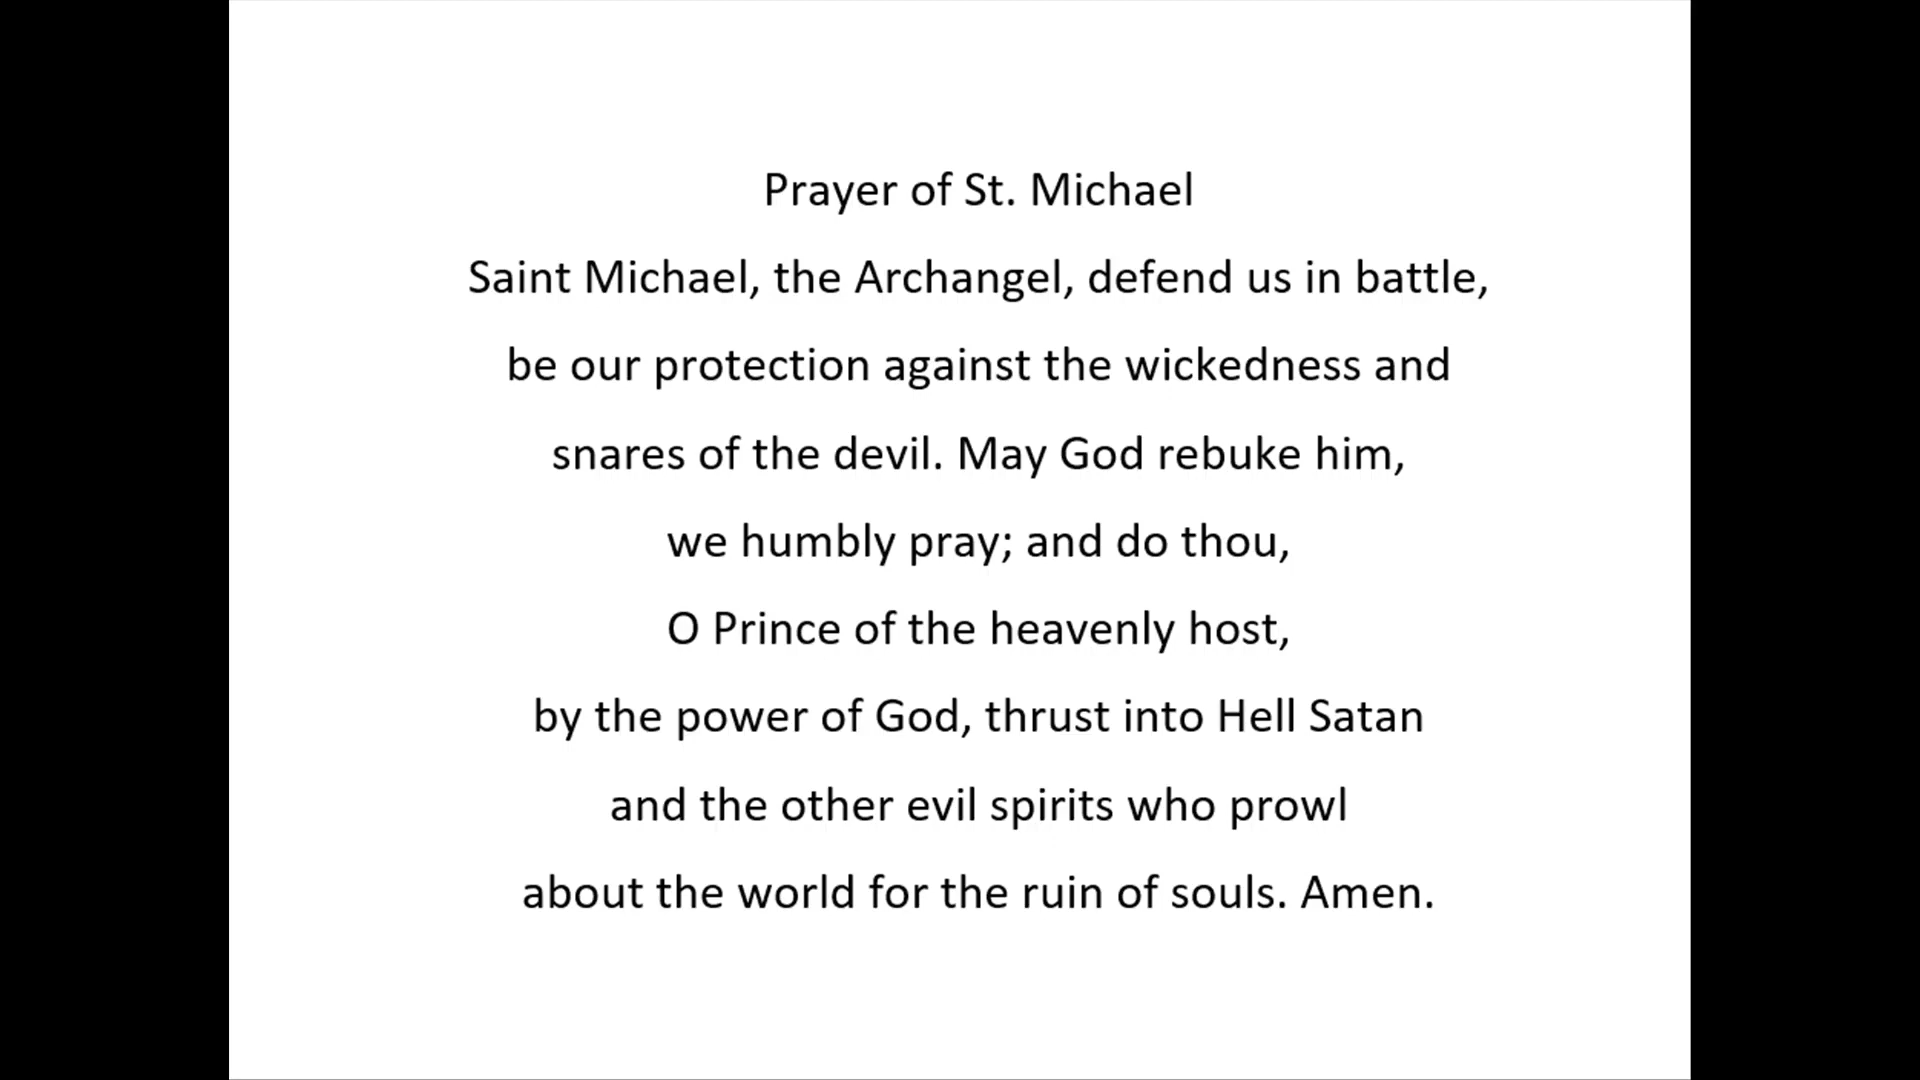 Prayer of St. Michael
Saint Michael, the Archangel, defend us in battle,
be our protection against the wickedness and
snares of the devil. May God rebuke him,
we humbly pray; and do thou,
O Prince of the heavenly host,
by the power of God, thrust into Hell Satan
and the other evil spirits who prowl
about the world for the ruin of souls. Amen.